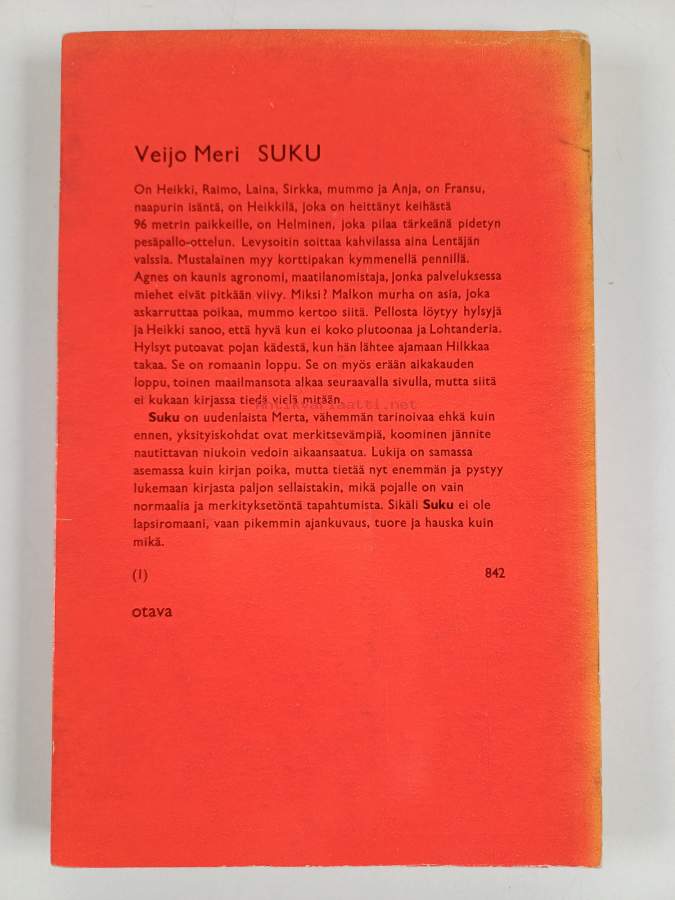 Veijo Meri SUKU
On Heikki, Raimo, Laina, Sirkka, mummo ja Anja, on Fransu,
naapurin isäntä, on Heikkilä, joka on heittänyt keihästä
96 metrin paikkeille, on Helminen, joka pilaa tärkeänä pidetyn
pesäpallo-ottelun. Levysoitin soittaa kahvilassa aina Lentäjän
valssia. Mustalainen myy korttipakan kymmenellä pennillä.
Agnes on kaunis agronomi, maatilanomistaja, jonka palveluksessa
miehet eivät pitkään viivy. Miksi? Malkon murha on asia, joka
askarruttaa poikaa, mummo kertoo siitä. Pellosta löytyy hylsyjä
ja Heikki sanoo, että hyvä kun ei koko plutoonaa ja Lohtanderia.
Hylsyt putoavat pojan kädestä, kun hän lähtee ajamaan Hilkkaa
takaa. Se on romaanin loppu. Se on myös erään aikakauden
loppu, toinen maailmansota alkaa seuraavalla sivulla, mutta siitä
ei kukaan kirjassa tiedä vielä mitään.
antikvariaatti.net
Suku on uudenlaista Merta, vähemmän tarinoivaa ehkä kuin
ennen, yksityiskohdat ovat merkitsevämpiä, koominen jännite
nautittavan niukoin vedoin aikaansaatua. Lukija on samassa
asemassa kuin kirjan poika, mutta tietää nyt enemmän ja pystyy
lukemaan kirjasta paljon sellaistakin, mikä pojalle on vain
normaalia ja merkityksetöntä tapahtumista. Sikäli Suku ei ole
lapsiromaani, vaan pikemmin ajankuvaus, tuore ja hauska kuin
mikä.
(I) 842
otava